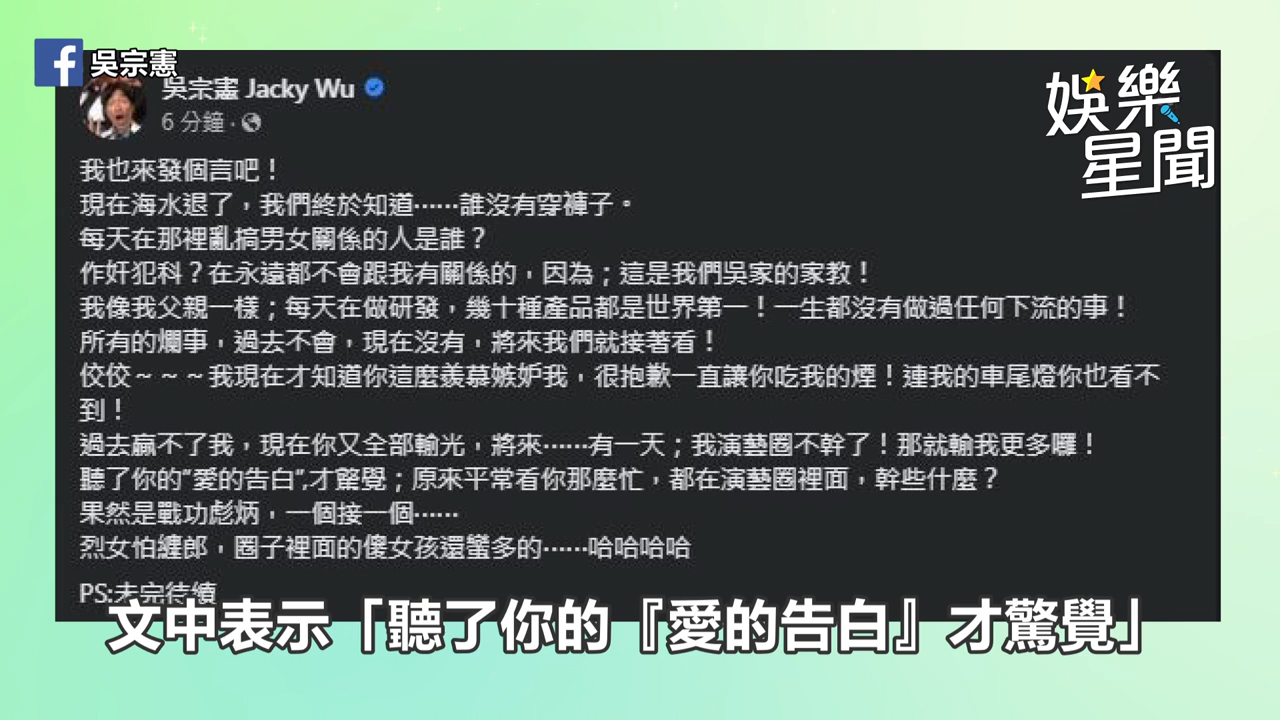 吳宗憲
吳宗憲 Jacky Wu
6 分鐘 ·
娛樂
星聞
我也來發個言吧！
現在海水退了，我們終於知道⋯⋯誰沒有穿褲子。
每天在那裡亂搞男女關係的人是誰？
作奸犯科？在永遠都不會跟我有關係的，因為；這是我們吳家的家教！
我像我父親一樣；每天在做研發，幾十種產品都是世界第一！一生都沒有做過任何下流的事！
所有的爛事，過去不會，現在沒有，將來我們就接著看！
佼佼～～～我現在才知道你這麼羨慕嫉妒我，很抱歉一直讓你吃我的煙！連我的車尾燈你也看不
到！
過去贏不了我，現在你又全部輸光，將來⋯⋯有一天；我演藝圈不幹了！那就輸我更多囉！
聽了你的"愛的告白",才驚覺；原來平常看你那麼忙，都在演藝圈裡面，幹些什麼？
果然是戰功彪炳，一個接一個⋯⋯
烈女怕纏郎，圈子裡面的傻女孩還蠻多的⋯⋯哈哈哈哈
PS:未完待續
文中表示「聽了你的『愛的告白』才驚覺」